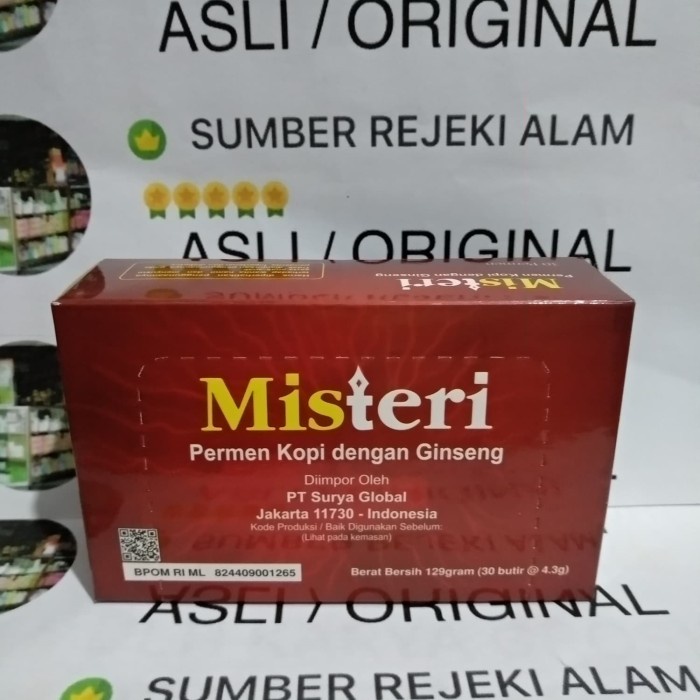 ASLI / ORIGINAL
SUMBER REJEKI ALAM
ASLI / ORIGINAL
Misteri
Permen Kopi dengan Ginseng
Misteri
Permen Kopi dengan Ginseng
Diimpor Oleh
PT Surya Global
Jakarta 11730 - Indonesia
Kode Produksi / Baik Digunakan Sebelum:
(Lihat pada kemasan)
BPOM RI ML 824409001265
Berat Bersih 129gram (30 butir @ 4.3g)
ASLI / ORIGINAL
SUMBER REJEKI ALAM